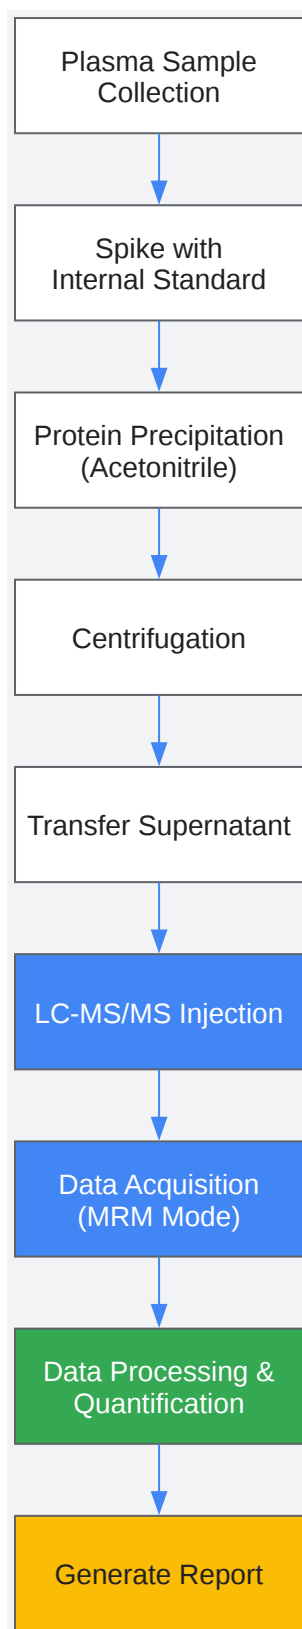 Plasma Sample
Collection
Spike with
Internal Standard
Protein Precipitation
(Acetonitrile)
Centrifugation
Transfer Supernatant
LC-MS/MS Injection
Data Acquisition
(MRM Mode)
Data Processing &
Quantification
Generate Report